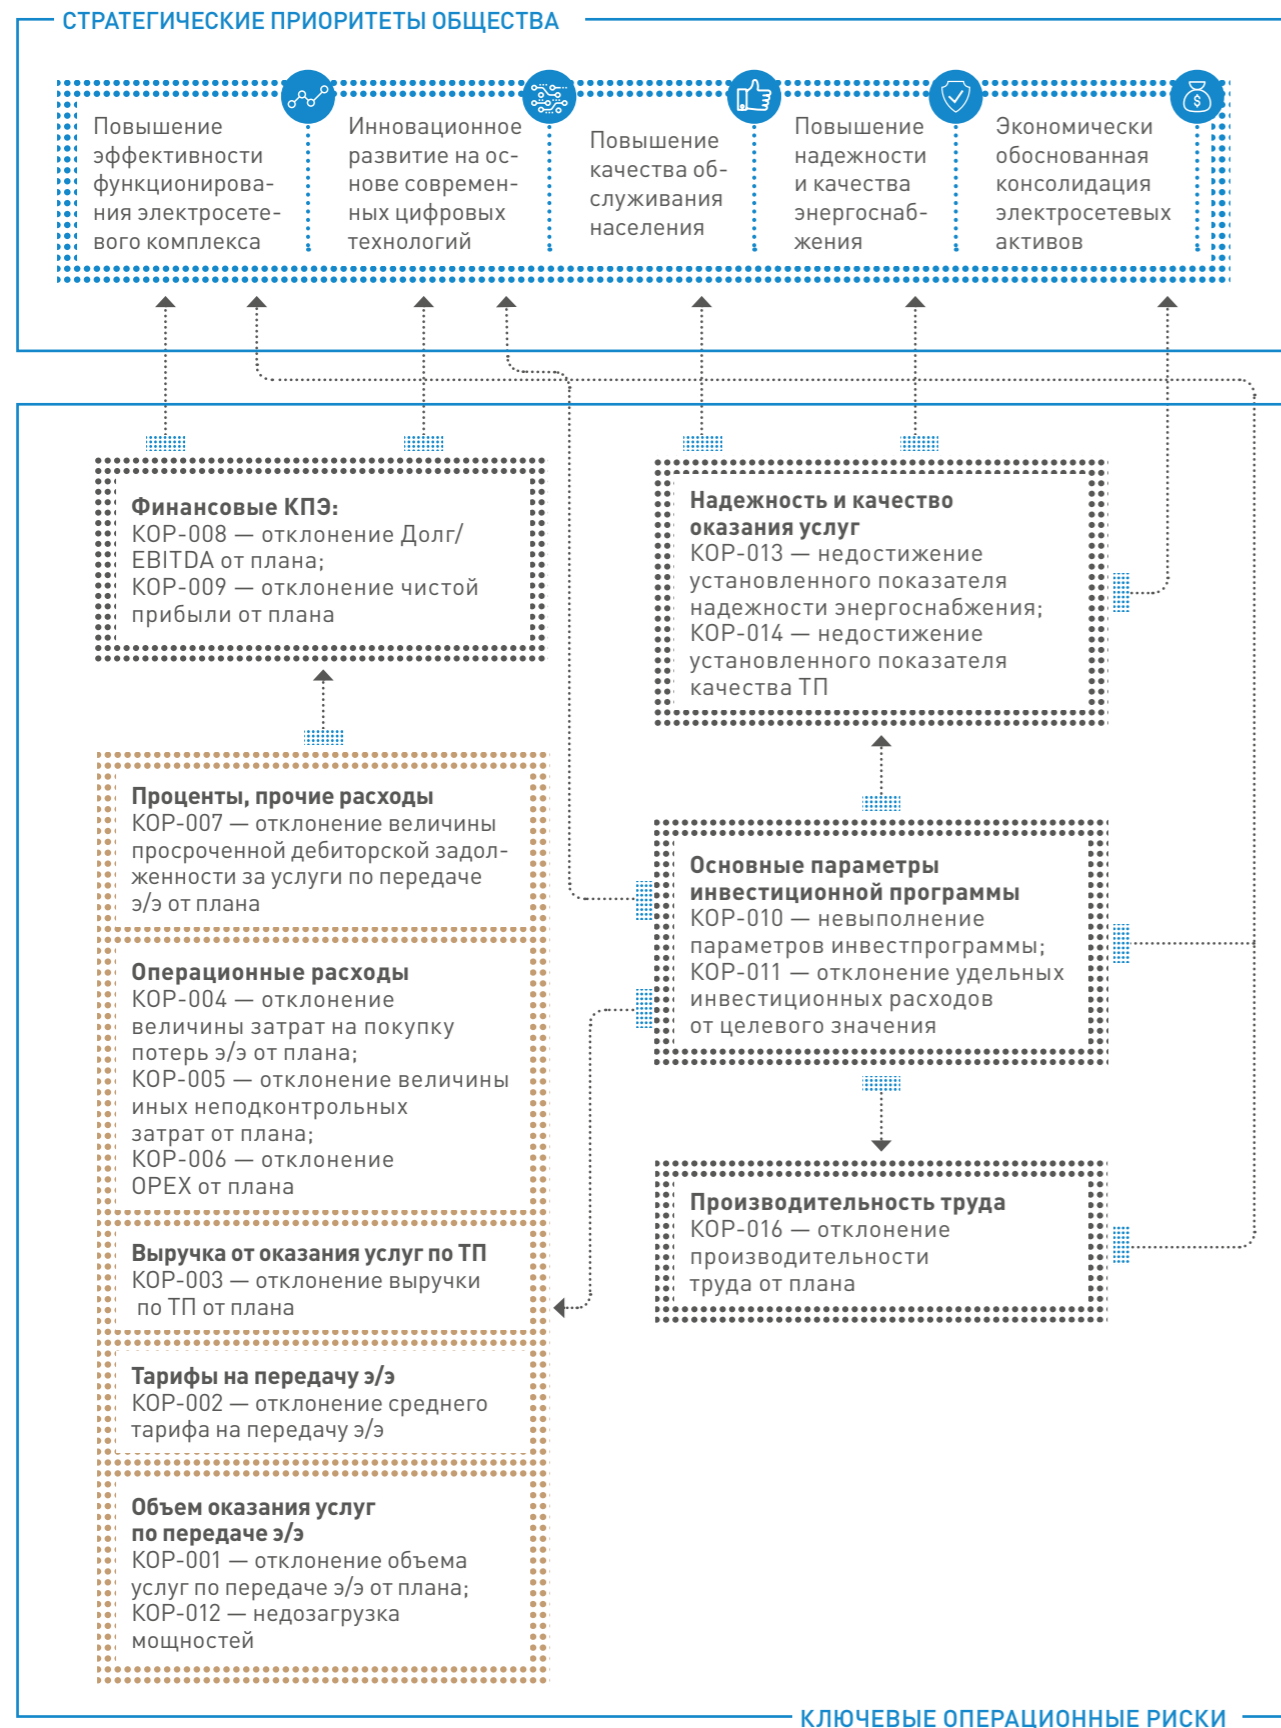 СТРАТЕГИЧЕСКИЕ ПРИОРИТЕТЫ ОБЩЕСТВА
Повышение
эффективности
функционирова-
ния электросете-
вого комплекса
Инновационное
развитие на ос-
нове современ-
ных цифровых
технологий
Повышение
качества об-
служивания
населения
Повышение
надежности
и качества
энергоснаб-
жения
Экономически
обоснованная
консолидация
электросетевых
активов
Финансовые КПЭ:
КОР-008 — отклонение Долг/
EBITDA от плана;
КОР-009 — отклонение чистой
прибыли от плана
Надежность и качество
оказания услуг
КОР-013 — недостижение
установленного показателя
надежности энергоснабжения;
КОР-014 — недостижение
установленного показателя
качества ТП
Проценты, прочие расходы
КОР-007 — отклонение величины
просроченной дебиторской задол-
женности за услуги по передаче
э/э от плана
Операционные расходы
КОР-004 — отклонение
величины затрат на покупку
потерь э/э от плана;
КОР-005 — отклонение величины
иных неподконтрольных
затрат от плана;
КОР-006 — отклонение
OPEX от плана
Выручка от оказания услуг по ТП
КОР-003 — отклонение выручки
по ТП от плана
Тарифы на передачу э/э
КОР-002 — отклонение среднего
тарифа на передачу э/э
Объем оказания услуг
по передаче э/э
КОР-001 — отклонение объема
услуг по передаче э/э от плана;
КОР-012 — недозагрузка
мощностей
Основные параметры
инвестиционной программы
КОР-010 — невыполнение
параметров инвестпрограммы;
КОР-011 — отклонение удельных
инвестиционных расходов
от целевого значения
Производительность труда
КОР-016 — отклонение
производительности
труда от плана
КЛЮЧЕВЫЕ ОПЕРАЦИОННЫЕ РИСКИ